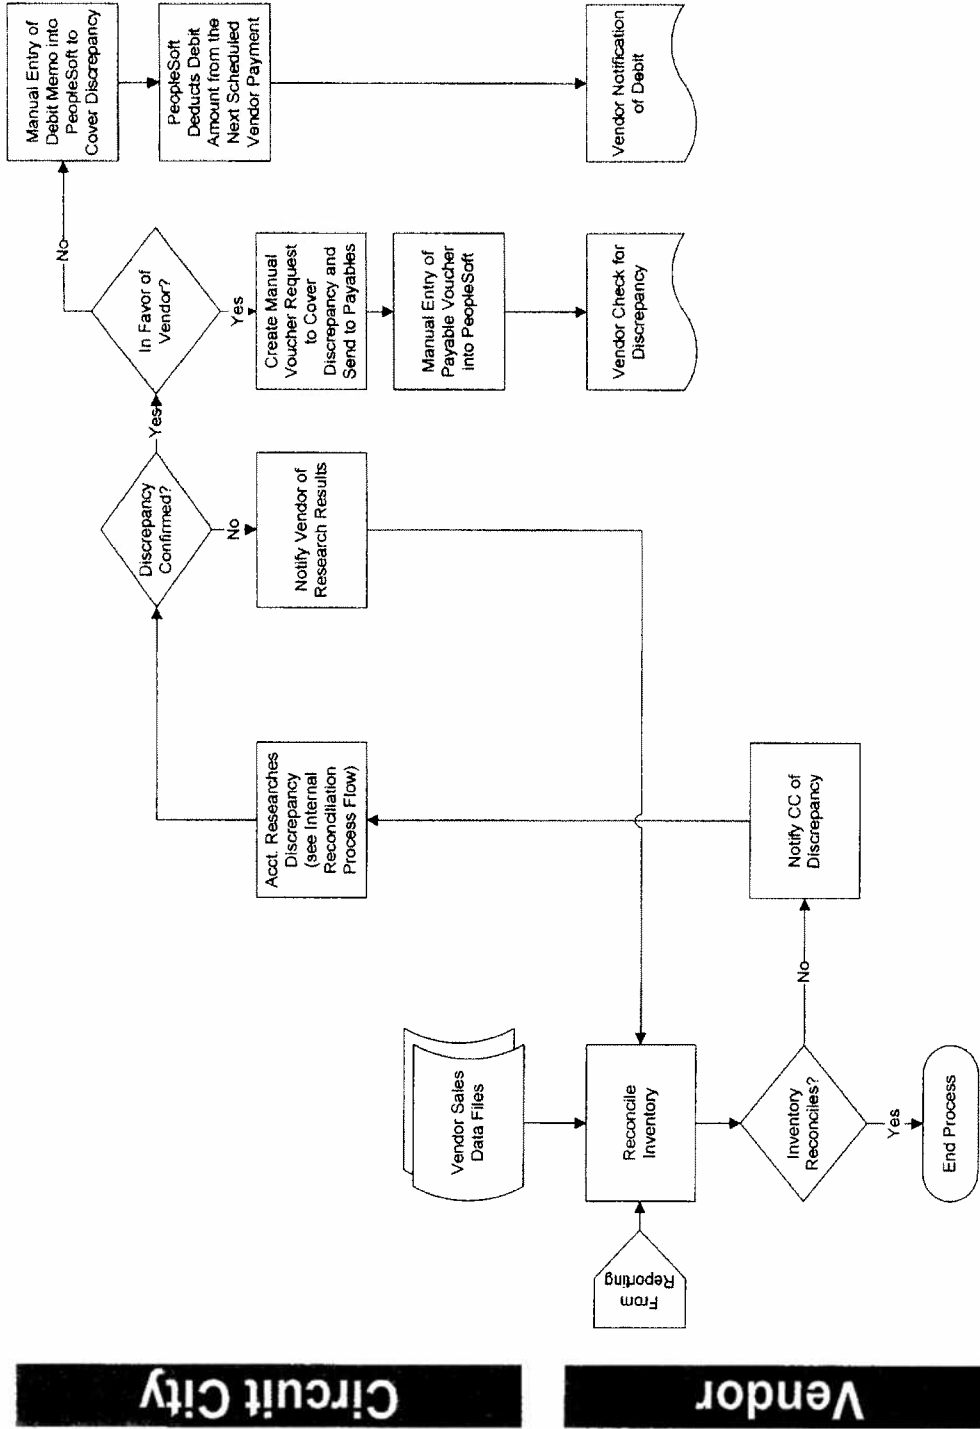 Circuit City
Vendor
From
Reporting
Vendor Sales
Data Files
Reconcile
Inventory
Inventory
Reconciles?
Yes
End Process
No
Notify CC of
Discrepancy
Acct. Researches
Discrepancy
(see Internal
Reconciliation
Process Flow)
Discrepancy
Confirmed?
No
Notify Vendor of
Research Results
Yes
In Favor of
Vendor?
Yes
Create Manual
Voucher Request
to Cover
Discrepancy and
Send to Payables
Manual Entry of
Payable Voucher
into PeopleSoft
Vendor Check for
Discrepancy
No
Manual Entry of
Debit Memo into
PeopleSoft to
Cover Discrepancy
PeopleSoft
Deducts Debit
Amount from the
Next Scheduled
Vendor Payment
Vendor Notification
of Debit